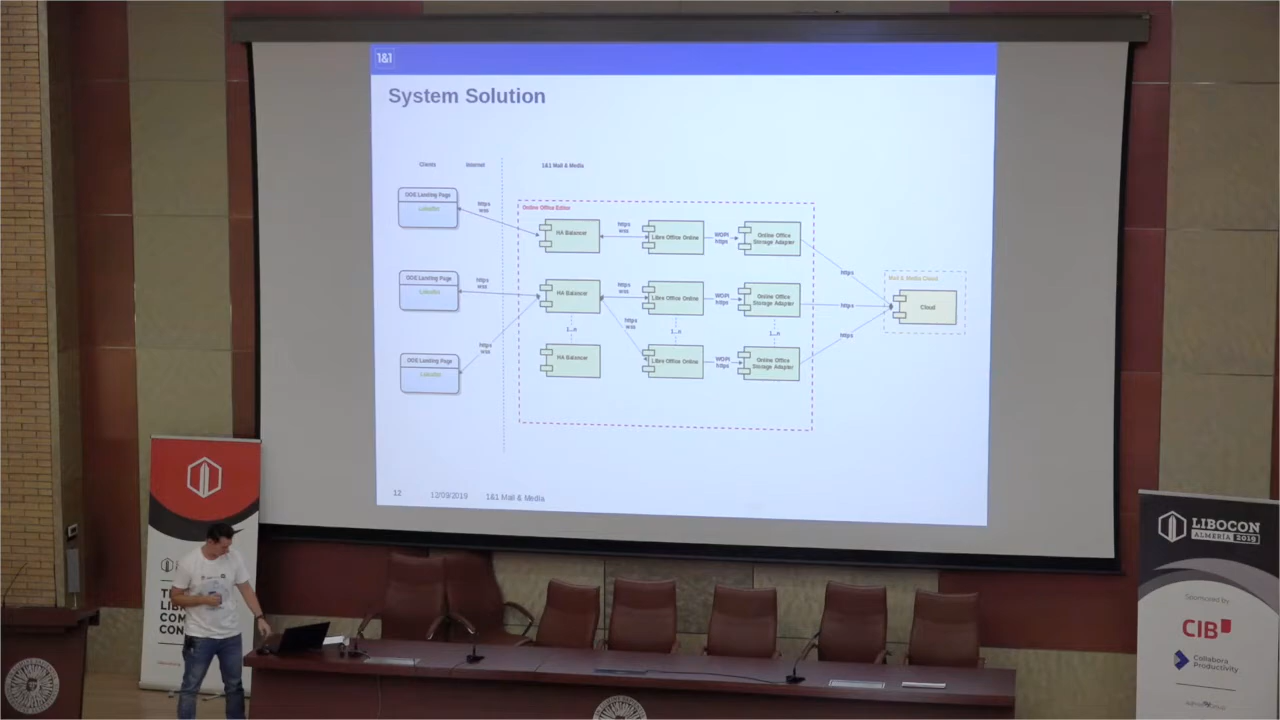 1&1
System Solution
Clients
Internet
1&1 Mail & Media
OOE Landing Page
https
wss
Online Office Editor
HA Balancer
https
wss
Libre Office Online
WOPI
https
Online Office
Storage Adapter
https
Mail & Media Cloud
Cloud
OOE Landing Page
https
wss
HA Balancer
https
wss
Libre Office Online
WOPI
https
Online Office
Storage Adapter
https
https
wss
1...n
1...n
1...n
https
wss
OOE Landing Page
HA Balancer
Libre Office Online
WOPI
https
Online Office
Storage Adapter
https
12
12/09/2019
1&1 Mail & Media
LIBOCON
ALMERÍA 2019
Sponsored by
CIB
Collabora
Productivity